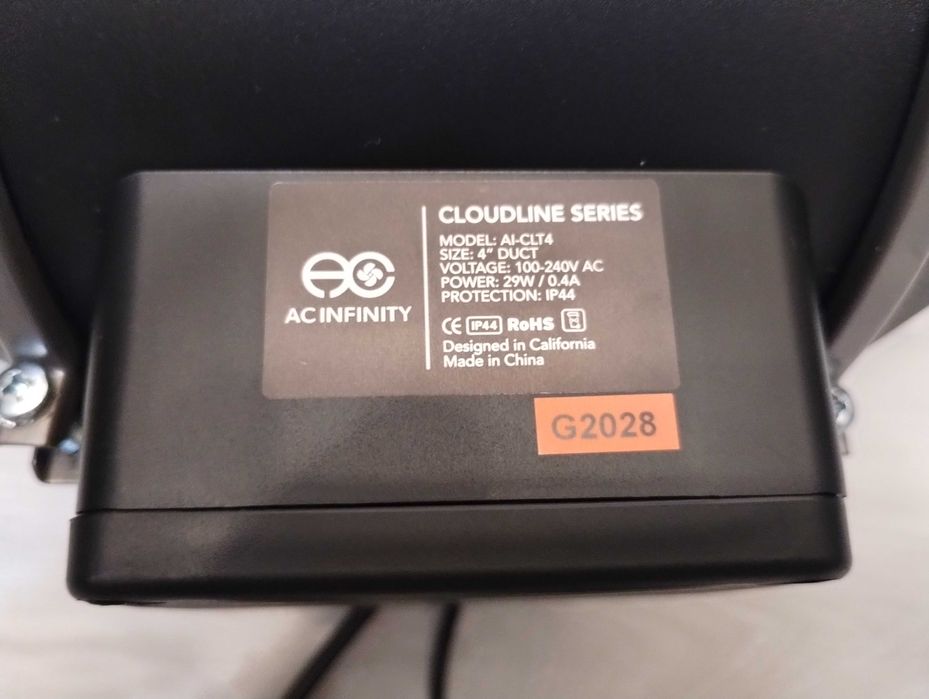 AC
AC INFINITY
CLOUDLINE SERIES
MODEL: AI-CLT4
SIZE: 4" DUCT
VOLTAGE: 100-240V AC
POWER: 29W / 0.4A
PROTECTION: IP44
CE IP44 RoHS
Designed in California
Made in China
G2028